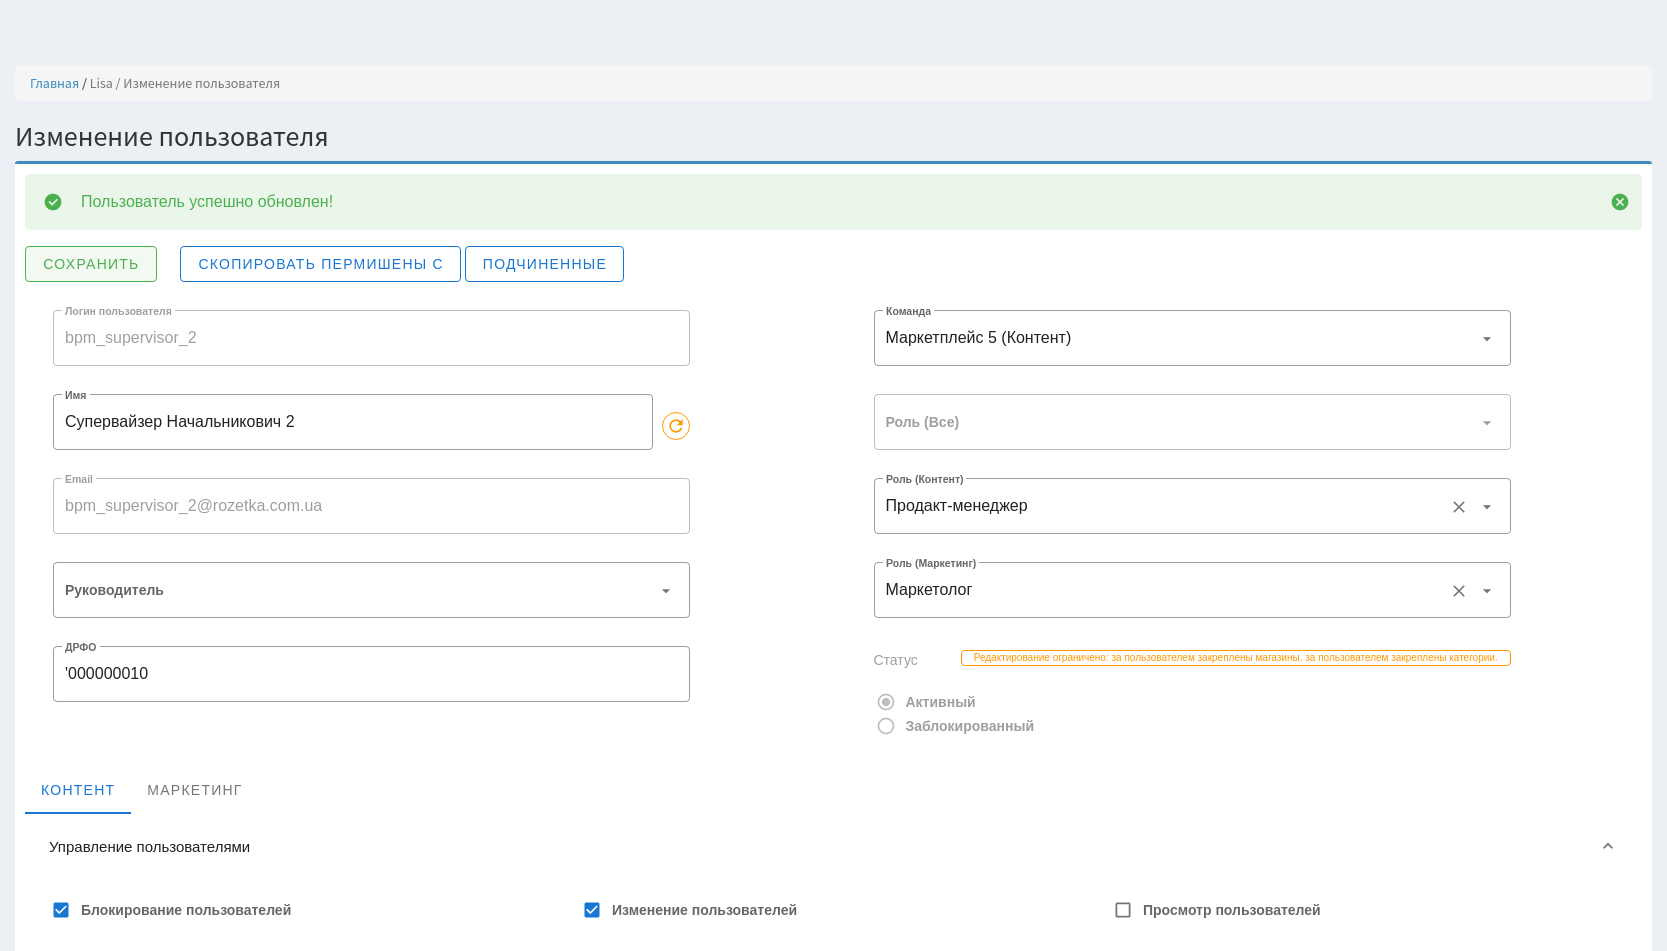 Главная / Lisa / Изменение пользователя
Изменение пользователя
Пользователь успешно обновлен!
СОХРАНИТЬ СКОПИРОВАТЬ ПЕРМИШЕНЫ С ПОДЧИНЕННЫЕ
Логин пользователя
bpm_supervisor_2
Имя
Супервайзер Начальникович 2
Email
bpm_supervisor_2@rozetka.com.ua
Руководитель
ДРФО
'000000010
Команда
Маркетплейс 5 (Контент)
Роль (Все)
Роль (Контент)
Продакт-менеджер
Роль (Маркетинг)
Маркетолог
Статус
Редактирование ограничено: за пользователем закреплены магазины, за пользователем закреплены категории.
Активный
Заблокированный
КОНТЕНТ МАРКЕТИНГ
Управление пользователями
Блокирование пользователей Изменение пользователей Просмотр пользователей